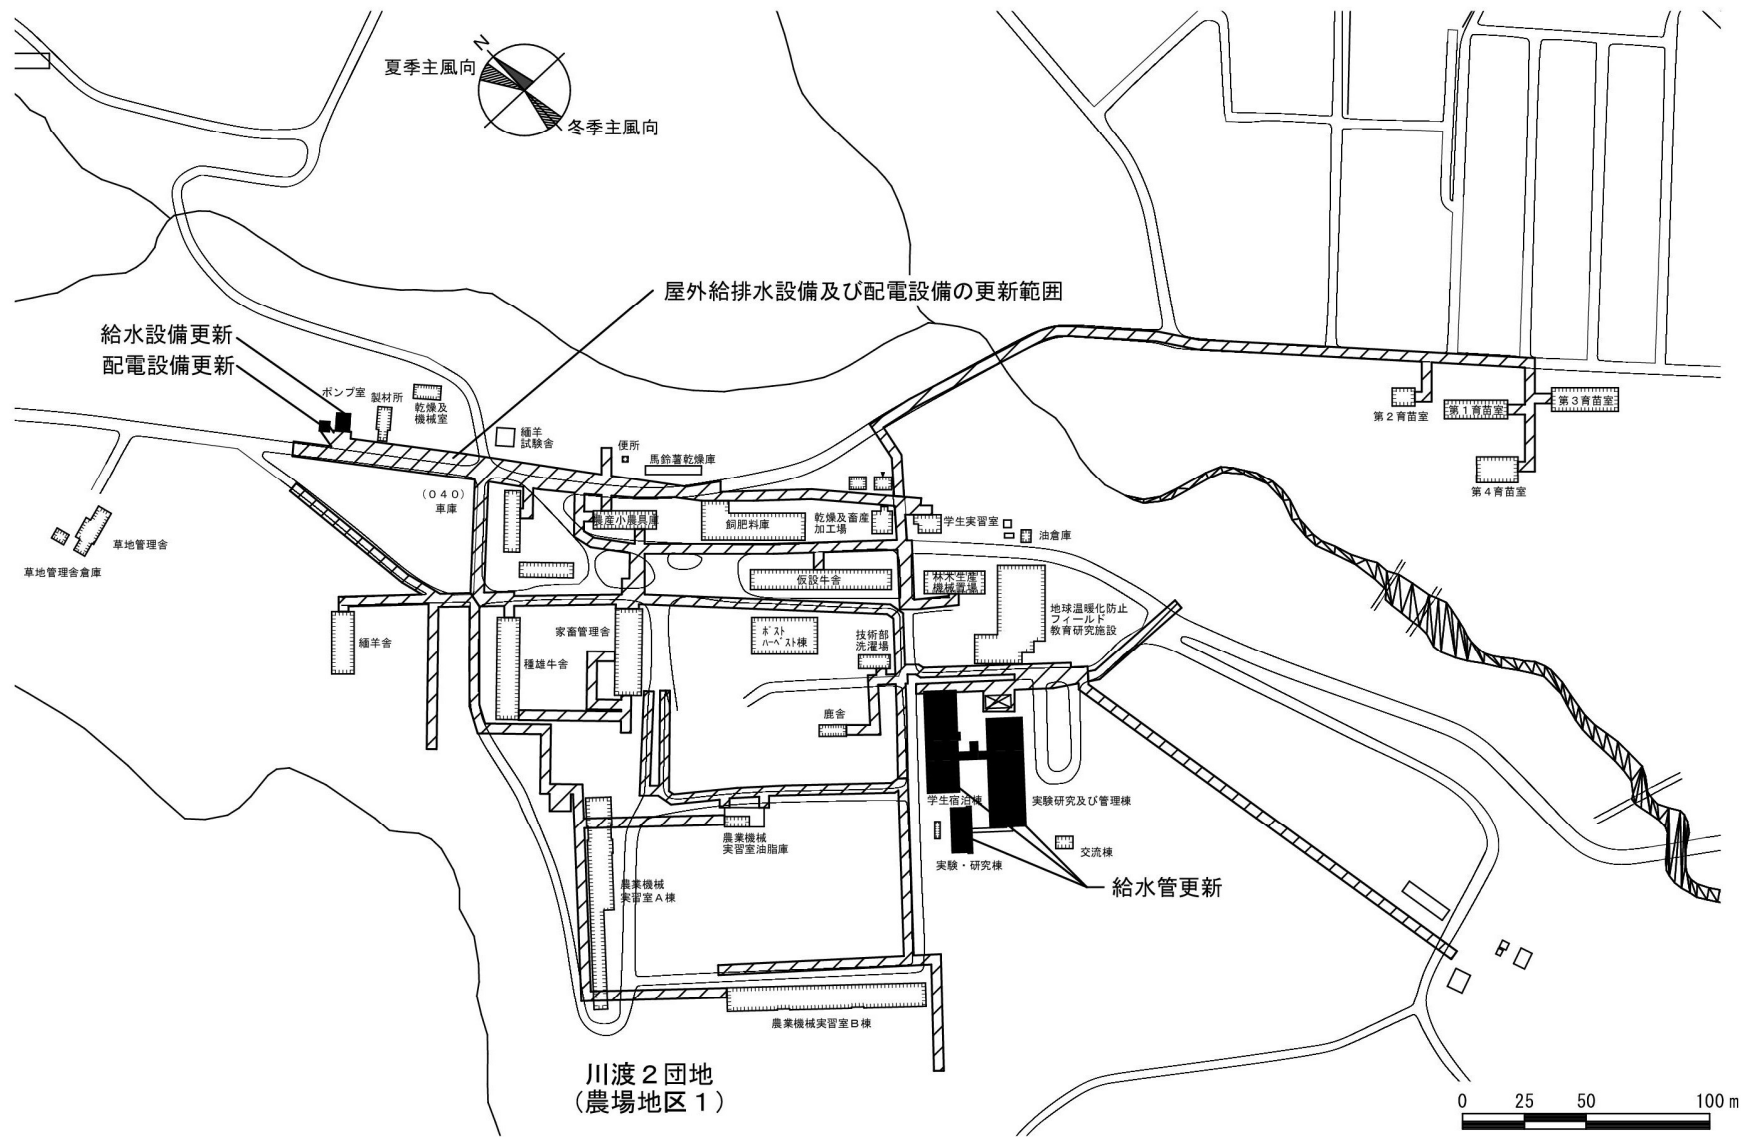 N
夏季主風向
冬季主風向
屋外給排水設備及び配電設備の更新範囲
給水設備更新
配電設備更新
ポンプ室
製材所
乾燥及
機械室
緬羊
試験舎
便所
馬鈴薯乾燥庫
(040)
車庫
農産小農具庫
飼肥料庫
乾燥及畜産
加工場
学生実習室
油倉庫
第2育苗室
第1育苗室
第3育苗室
第4育苗室
草地管理舎
草地管理舎倉庫
仮設牛舎
林木生産
機械置場
地球温暖化防止
フィールド
教育研究施設
緬羊舎
種雄牛舎
家畜管理舎
ポスト
ハーベスト棟
技術部
洗濯場
鹿舎
学生宿泊棟
実験研究及び管理棟
実験・研究棟
交流棟
給水管更新
農業機械
実習室油脂庫
農業機械
実習室A棟
農業機械実習室B棟
川渡2団地
(農場地区1)
0 25 50 100m